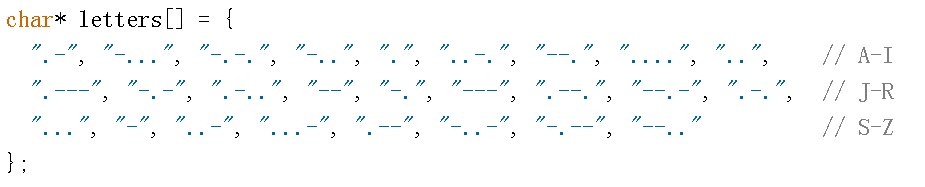 char* letters[] = {
  ".-", "-...", "-.-.", "-..", ".", "..-.", "--.", "....", "..",    // A-I
  ".---", "-.-", ".-..", "--", "-.", "---", ".--.", "--.-", ".-.",  // J-R
  "...", "-", "..-", "...-", ".--", "-..-", "-.--", "--.."          // S-Z
};